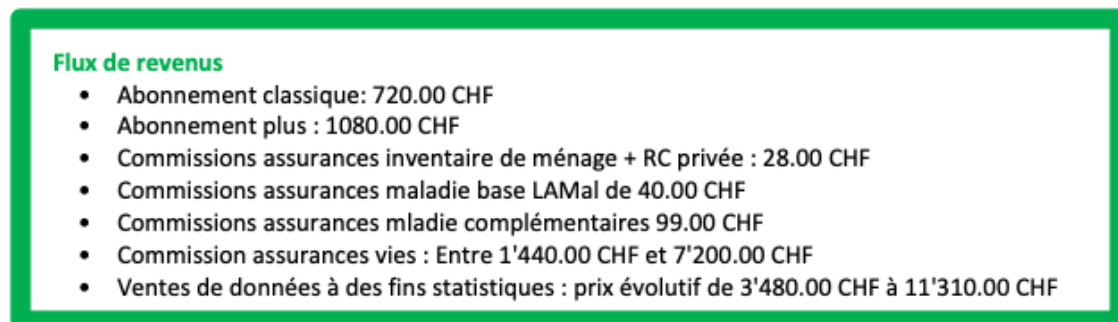 Flux de revenus
• Abonnement classique: 720.00 CHF
• Abonnement plus : 1080.00 CHF
• Commissions assurances inventaire de ménage + RC privée : 28.00 CHF
• Commissions assurances maladie base LAMal de 40.00 CHF
• Commissions assurances mladie complémentaires 99.00 CHF
• Commission assurances vies : Entre 1'440.00 CHF et 7'200.00 CHF
• Ventes de données à des fins statistiques : prix évolutif de 3'480.00 CHF à 11'310.00 CHF